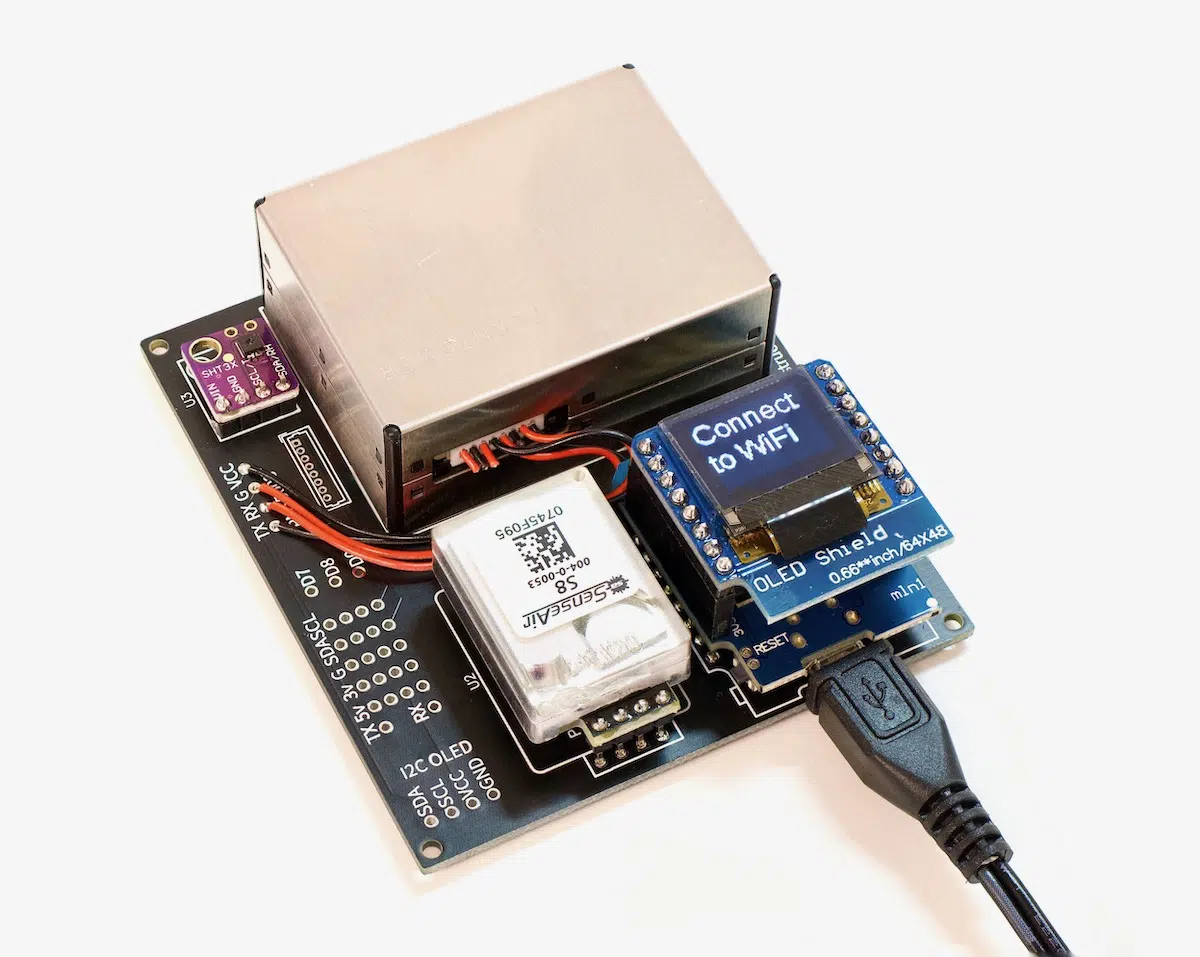 SHT3X
VIN
GND
SCL/
SDA/RH
U3
TX RX G VCC
D7
D8
G SDA SCL
TX 5V 3V
RX
I2C OLED
SDA
SCL
VCC
GND
U2
0745F095
004-0-0053
S8
SenseAir
Connect
to WiFi
OLED Shield
0.66**inch/64X48
mini
RESET
3V